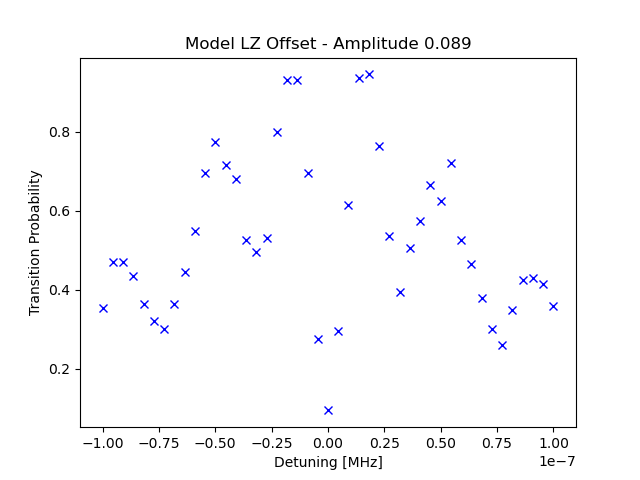 Model LZ Offset - Amplitude 0.089
Transition Probability
0.8
0.6
0.4
0.2
−1.00 −0.75 −0.50 −0.25 0.00 0.25 0.50 0.75 1.00
1e−7
Detuning [MHz]